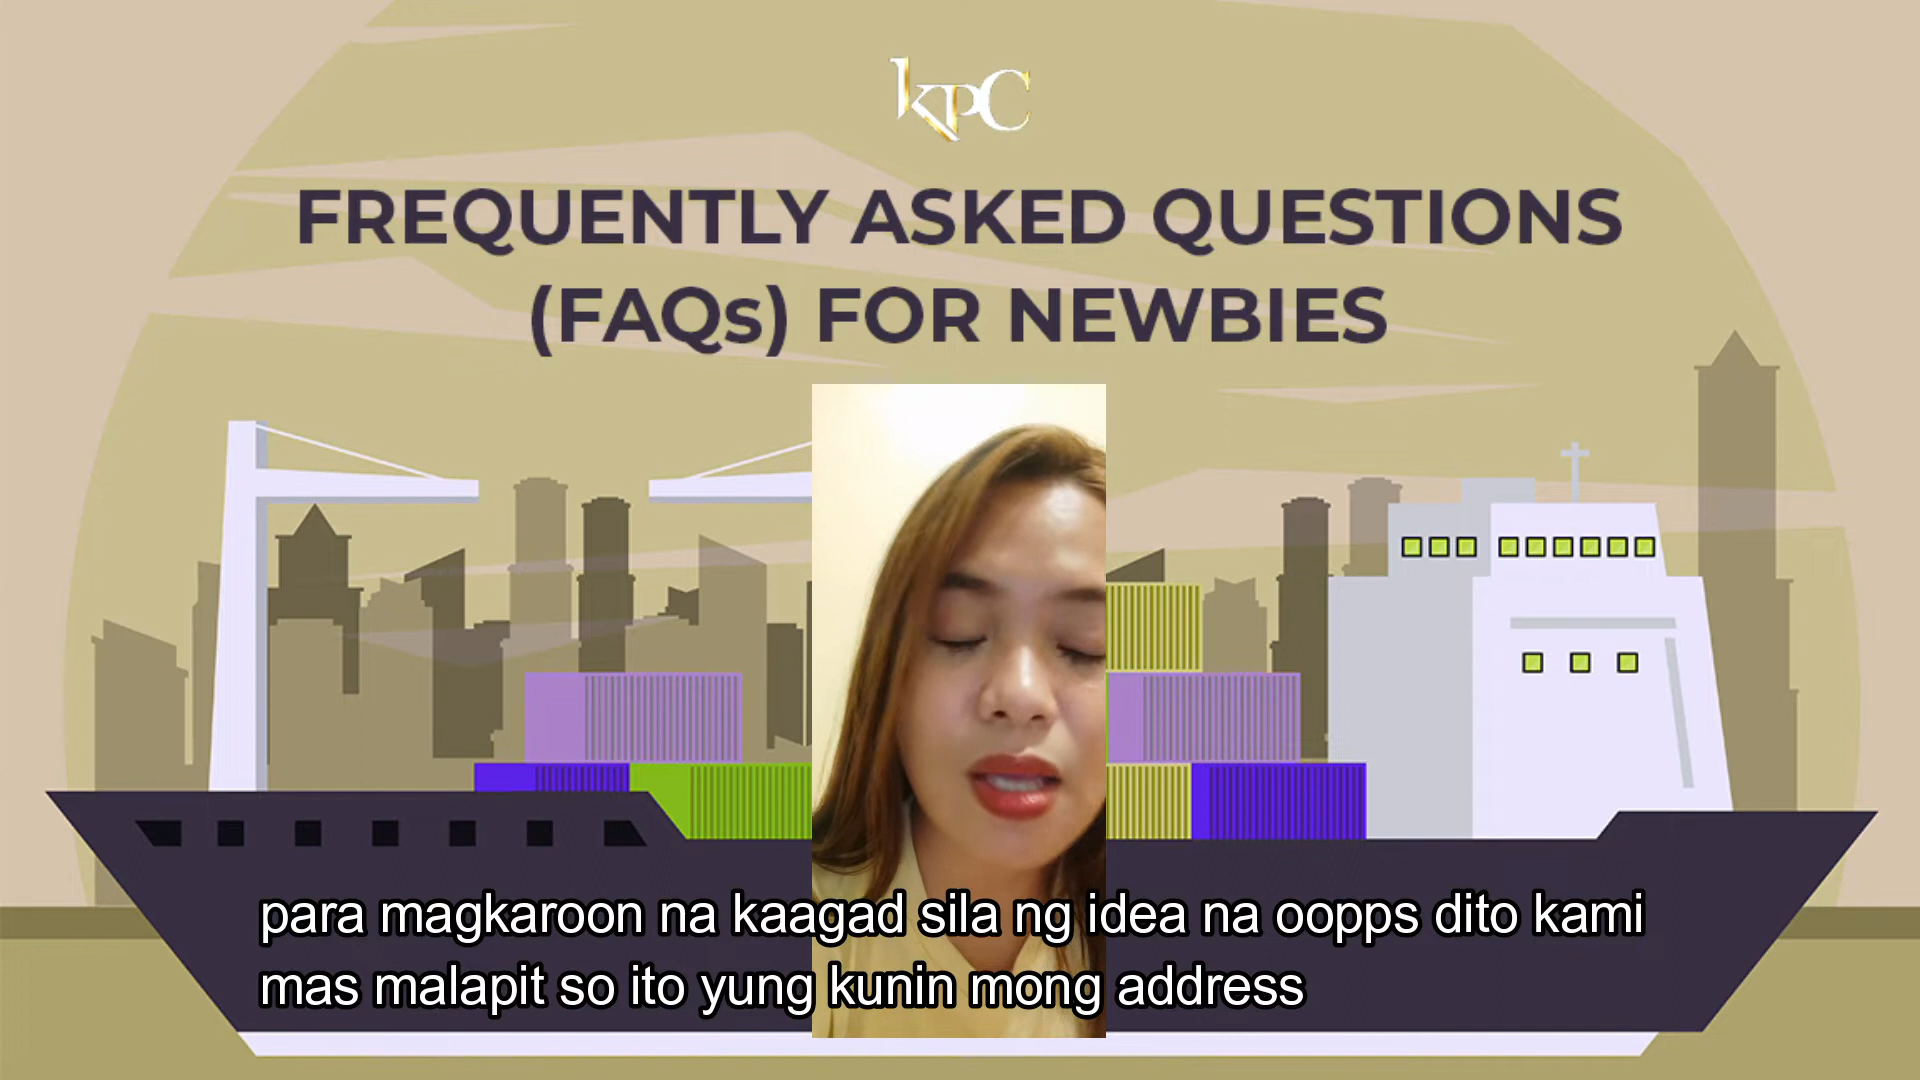 KPC
FREQUENTLY ASKED QUESTIONS
(FAQs) FOR NEWBIES
para magkaroon na kaagad sila ng idea na oopps dito kami
mas malapit so ito yung kunin mong address